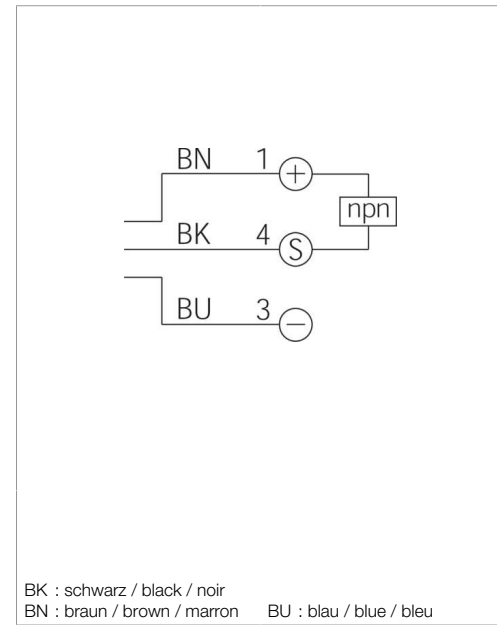 BN 1 +
npn
BK 4 S
BU 3 −
BK : schwarz / black / noir
BN : braun / brown / marron BU : blau / blue / bleu